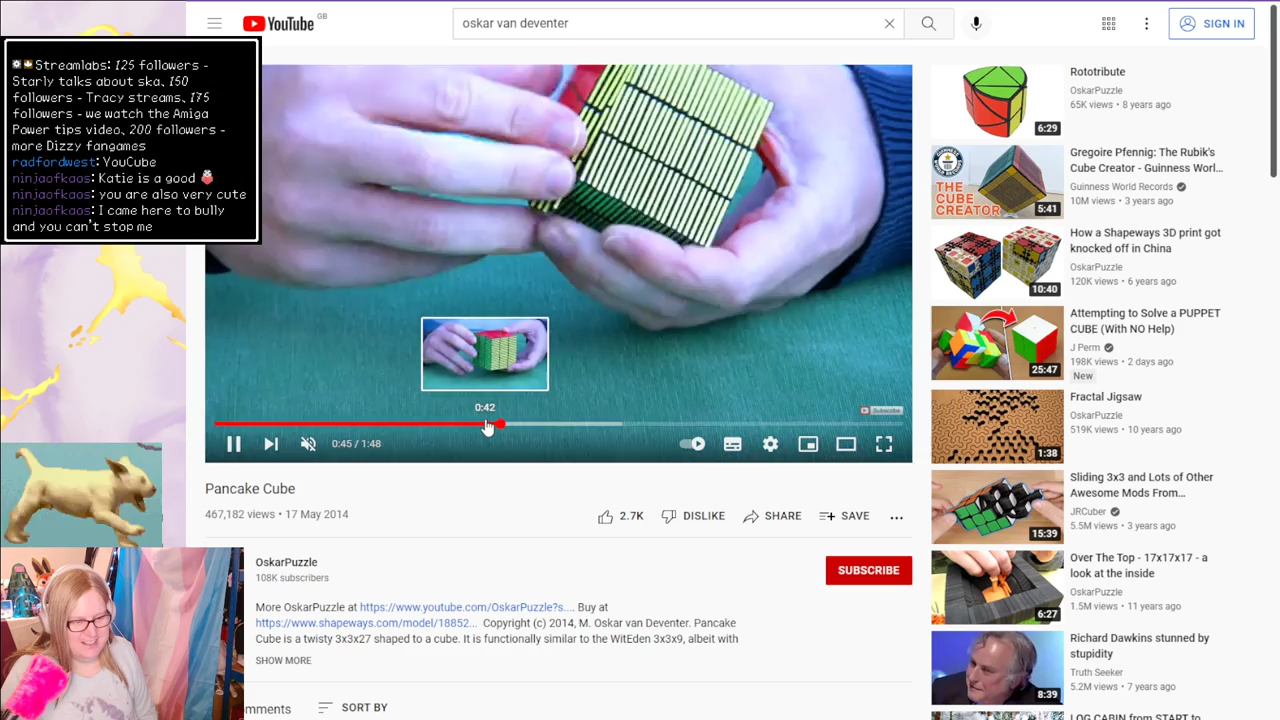 YouTube GB
oskar van deventer
SIGN IN
Streamlabs: 125 followers -
Starly talks about ska, 150
followers - Tracy streams, 175
followers - we watch the Amiga
Power tips video, 200 followers -
more Dizzy fangames
radfordwest: YouCube
ninjaofkaos: Katie is a good
ninjaofkaos: you are also very cute
ninjaofkaos: I came here to bully
and you can't stop me
0:42
Subscribe
0:45 / 1:48
Pancake Cube
467,182 views • 17 May 2014
2.7K
DISLIKE
SHARE
SAVE
OskarPuzzle
108K subscribers
SUBSCRIBE
More OskarPuzzle at https://www.youtube.com/OskarPuzzle?s.... Buy at
https://www.shapeways.com/model/18852... Copyright (c) 2014, M. Oskar van Deventer. Pancake
Cube is a twisty 3x3x27 shaped to a cube. It is functionally similar to the WitEden 3x3x9, albeit with
SHOW MORE
mments
SORT BY
6:29
Rototribute
OskarPuzzle
65K views • 8 years ago
THE CUBE
CREATOR
5:41
Gregoire Pfennig: The Rubik's
Cube Creator - Guinness Worl...
Guinness World Records
10M views • 3 years ago
10:40
How a Shapeways 3D print got
knocked off in China
OskarPuzzle
120K views • 6 years ago
25:47
Attempting to Solve a PUPPET
CUBE (With NO Help)
J Perm
198K views • 2 days ago
New
1:38
Fractal Jigsaw
OskarPuzzle
519K views • 10 years ago
15:39
Sliding 3x3 and Lots of Other
Awesome Mods From...
JRCuber
5.5M views • 3 years ago
6:27
Over The Top - 17x17x17 - a
look at the inside
OskarPuzzle
1.5M views • 11 years ago
8:39
Richard Dawkins stunned by
stupidity
Truth Seeker
5.2M views • 7 years ago
LOG CABIN from START to